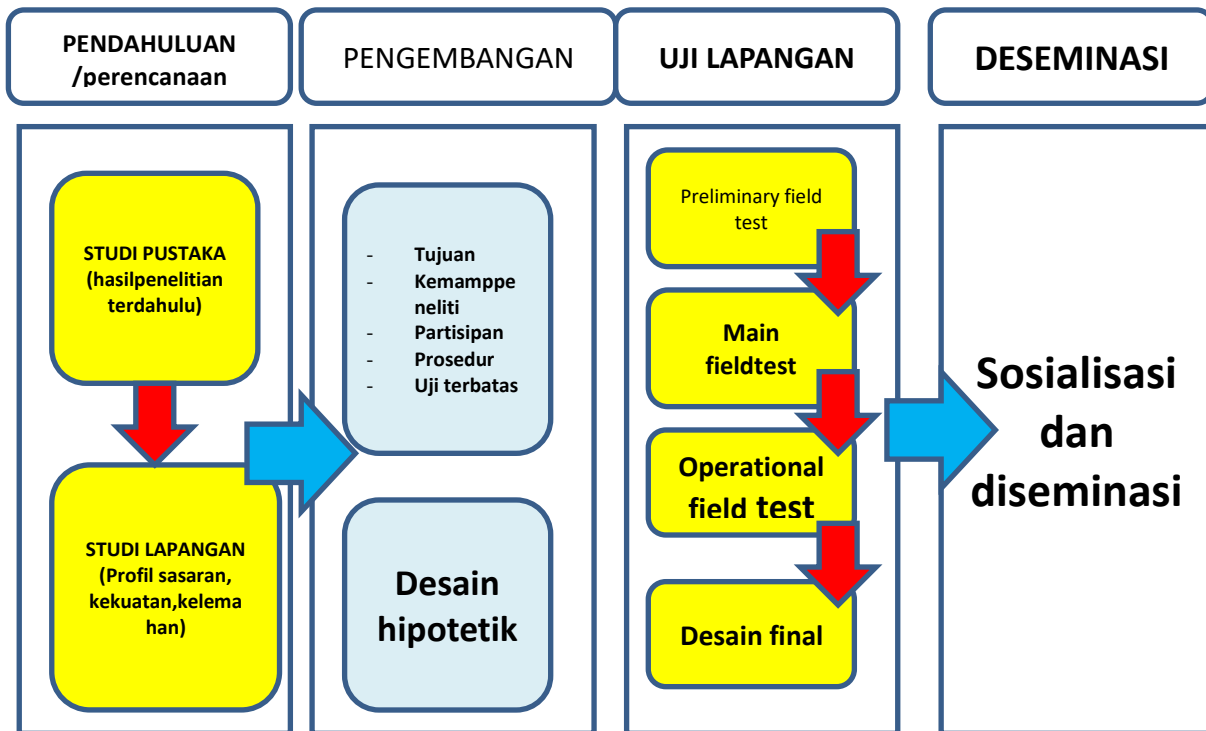 PENDAHULUAN
/perencanaan
PENGEMBANGAN
UJI LAPANGAN
DESEMINASI
STUDI PUSTAKA
(hasilpenelitian
terdahulu)
STUDI LAPANGAN
(Profil sasaran,
kekuatan,kelema
han)
- Tujuan
- Kemamppe
neliti
- Partisipan
- Prosedur
- Uji terbatas
Desain
hipotetik
Preliminary field
test
Main
fieldtest
Operational
field test
Desain final
Sosialisasi
dan
diseminasi